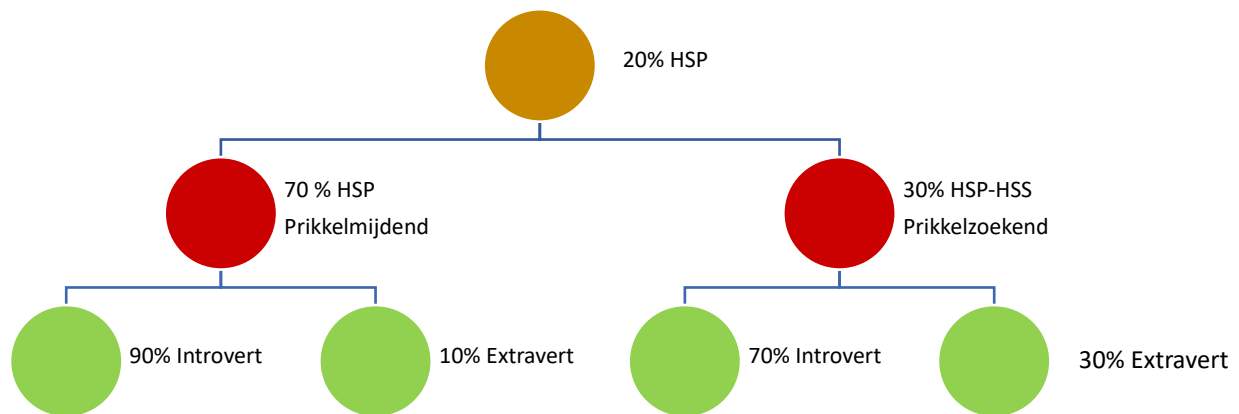 20% HSP
70 % HSP
Prikkelmijdend
30% HSP-HSS
Prikkelzoekend
90% Introvert
10% Extravert
70% Introvert
30% Extravert